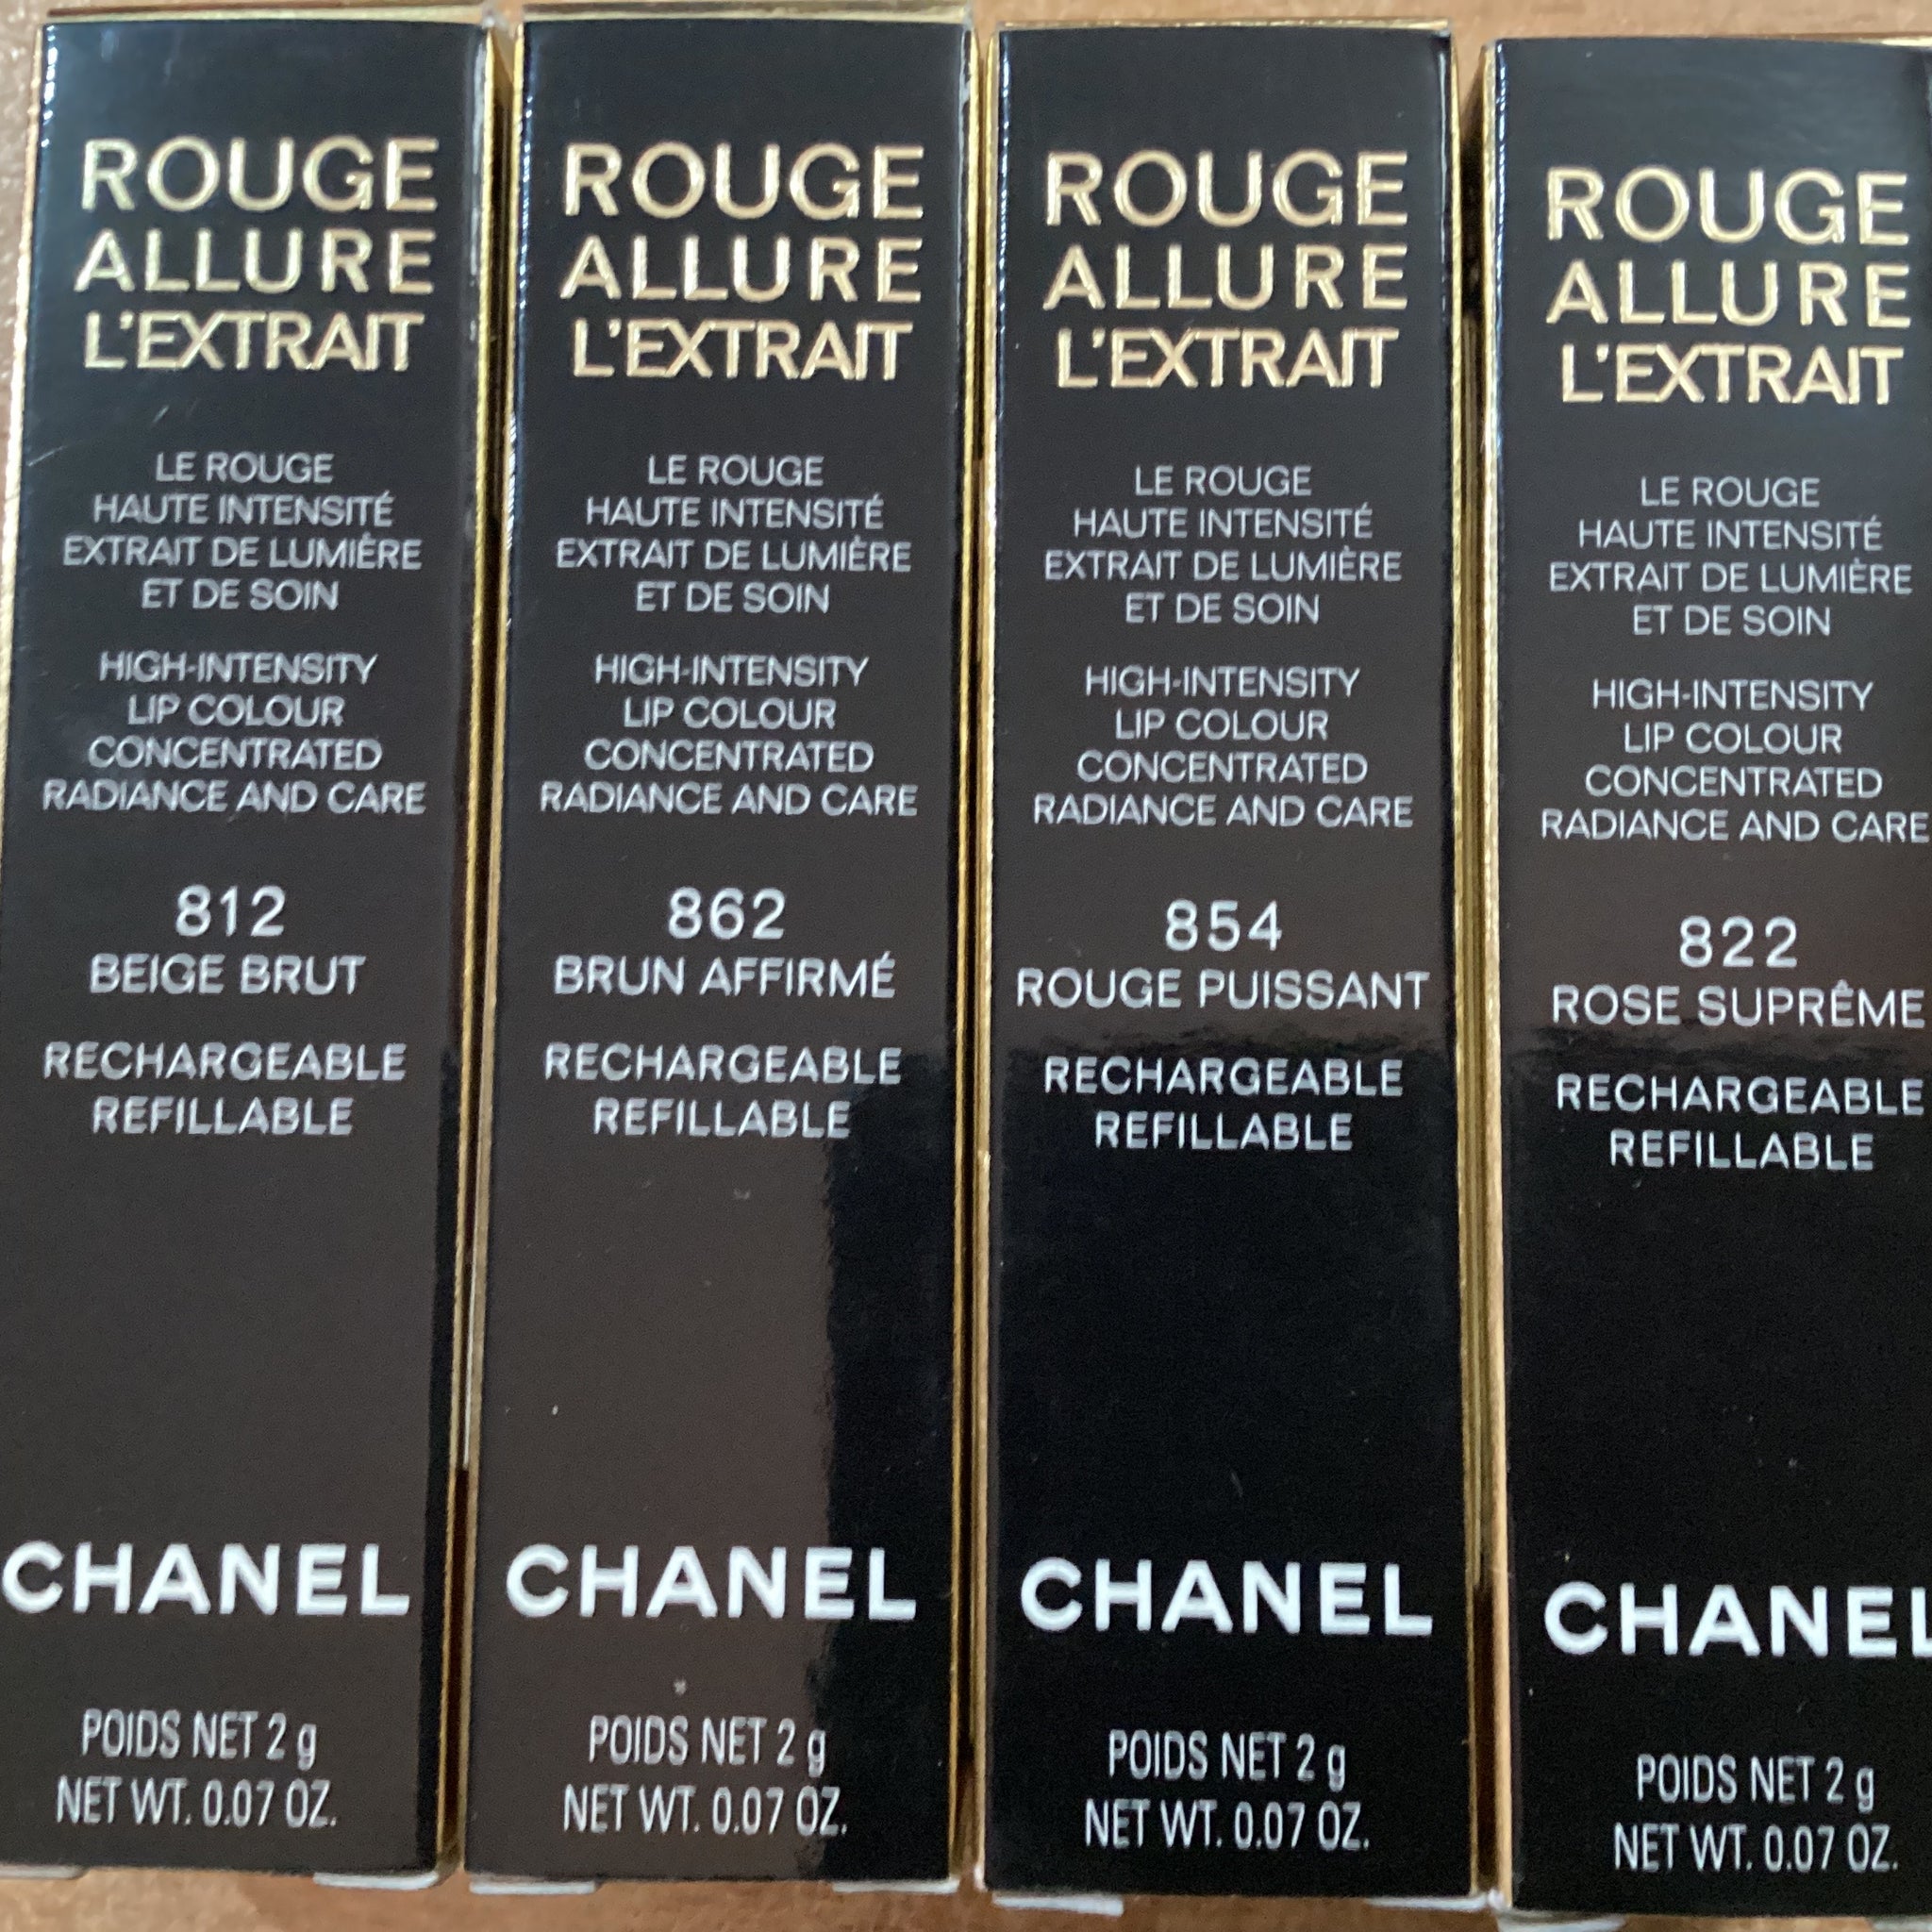 ROUGE
ALLURE
L'EXTRAIT
LE ROUGE
HAUTE INTENSITÉ
EXTRAIT DE LUMIÈRE
ET DE SOIN
HIGH-INTENSITY
LIP COLOUR
CONCENTRATED
RADIANCE AND CARE
812
BEIGE BRUT
RECHARGEABLE
REFILLABLE
CHANEL
POIDS NET 2 g
NET WT. 0.07 OZ.
ROUGE
ALLURE
L'EXTRAIT
LE ROUGE
HAUTE INTENSITÉ
EXTRAIT DE LUMIÈRE
ET DE SOIN
HIGH-INTENSITY
LIP COLOUR
CONCENTRATED
RADIANCE AND CARE
862
BRUN AFFIRMÉ
RECHARGEABLE
REFILLABLE
CHANEL
POIDS NET 2 g
NET WT. 0.07 OZ.
ROUGE
ALLURE
L'EXTRAIT
LE ROUGE
HAUTE INTENSITÉ
EXTRAIT DE LUMIÈRE
ET DE SOIN
HIGH-INTENSITY
LIP COLOUR
CONCENTRATED
RADIANCE AND CARE
854
ROUGE PUISSANT
RECHARGEABLE
REFILLABLE
CHANEL
POIDS NET 2 g
NET WT. 0.07 OZ.
ROUGE
ALLURE
L'EXTRAIT
LE ROUGE
HAUTE INTENSITÉ
EXTRAIT DE LUMIÈRE
ET DE SOIN
HIGH-INTENSITY
LIP COLOUR
CONCENTRATED
RADIANCE AND CARE
822
ROSE SUPRÊME
RECHARGEABLE
REFILLABLE
CHANEL
POIDS NET 2 g
NET WT. 0.07 OZ.